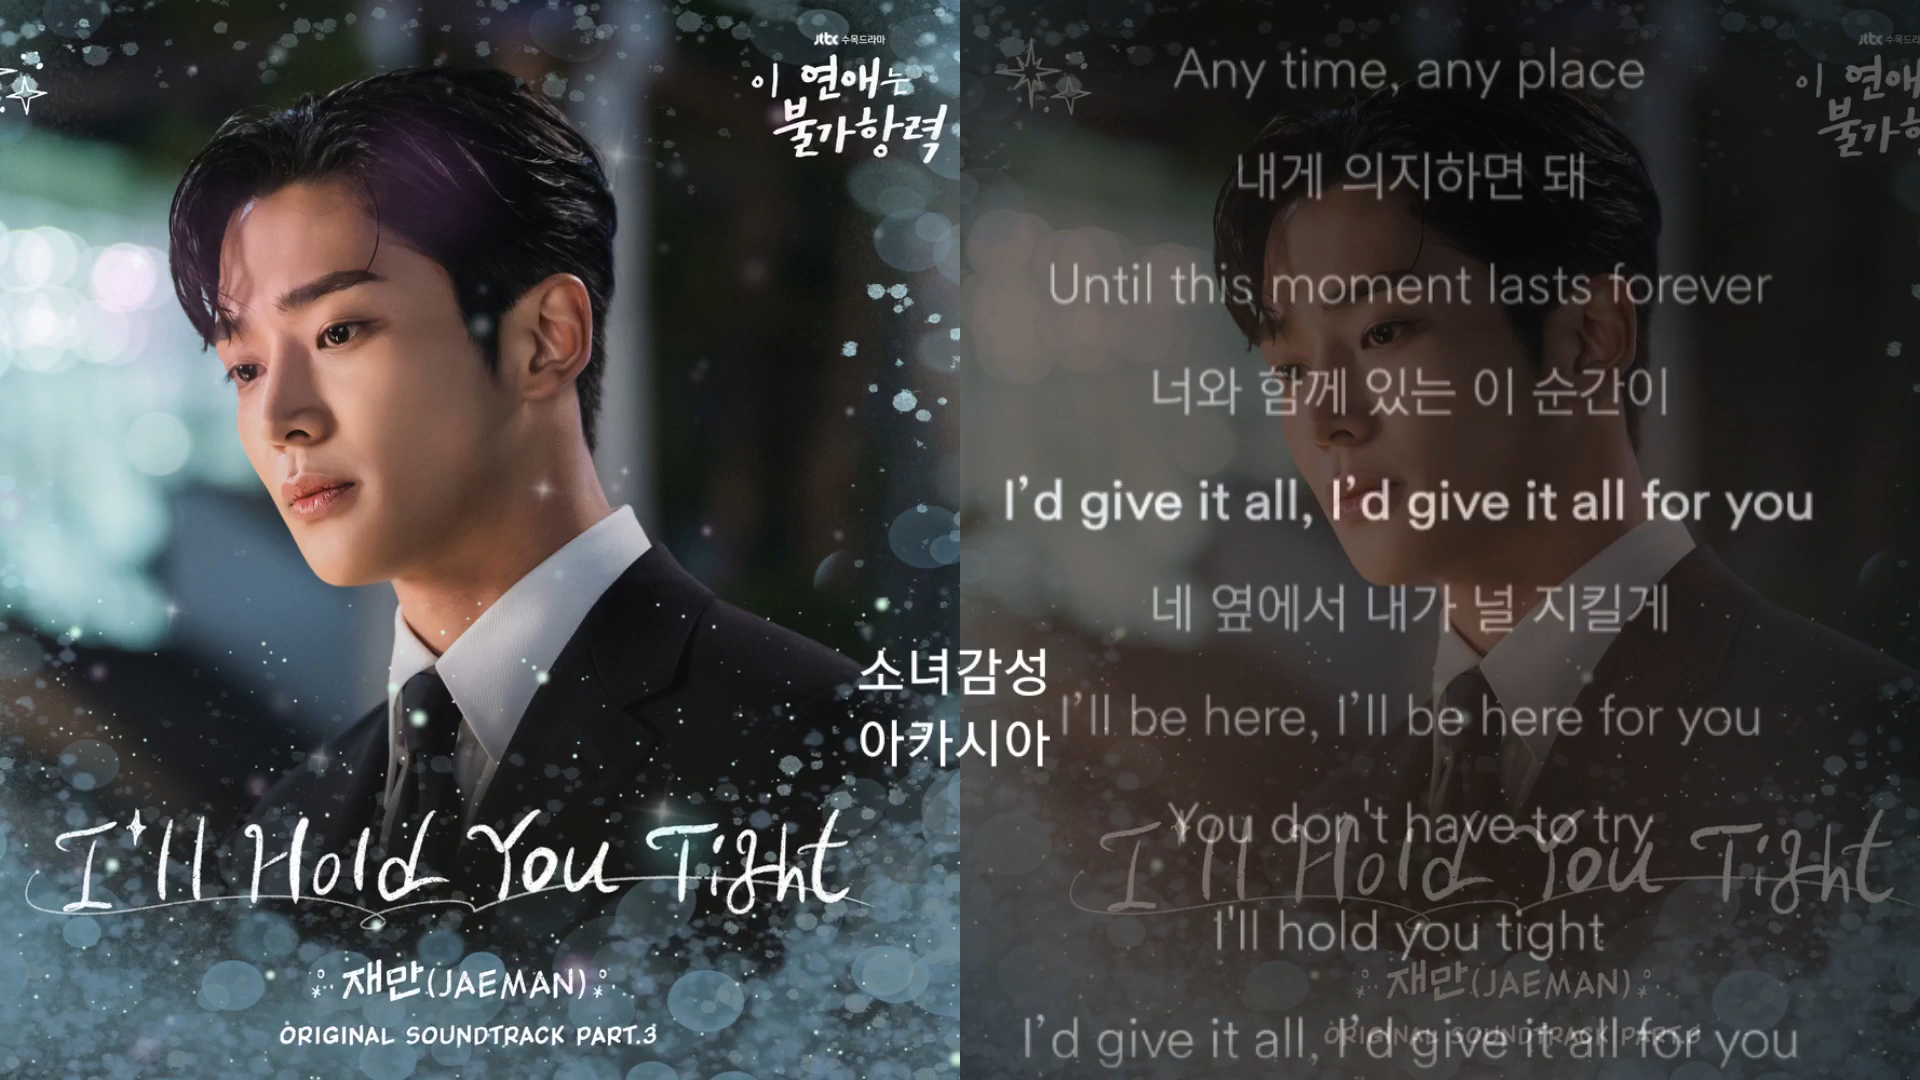 JTBC 수목드라마
이 연애는
불가항력
소녀감성
아카시아
I'll Hold You Tight
재만(JAEMAN)
ORIGINAL SOUNDTRACK PART.3
JTBC 수목드라
이 연애
불가항
Any time, any place
내게 의지하면 돼
Until this moment lasts forever
너와 함께 있는 이 순간이
I'd give it all, I'd give it all for you
네 옆에서 내가 널 지킬게
I'll be here, I'll be here for you
You don't have to try
I'll Hold You Tight
I'll hold you tight
재만(JAEMAN)
I'd give it all, I'd give it all for you
ORIGINAL SOUNDTRACK PART.3